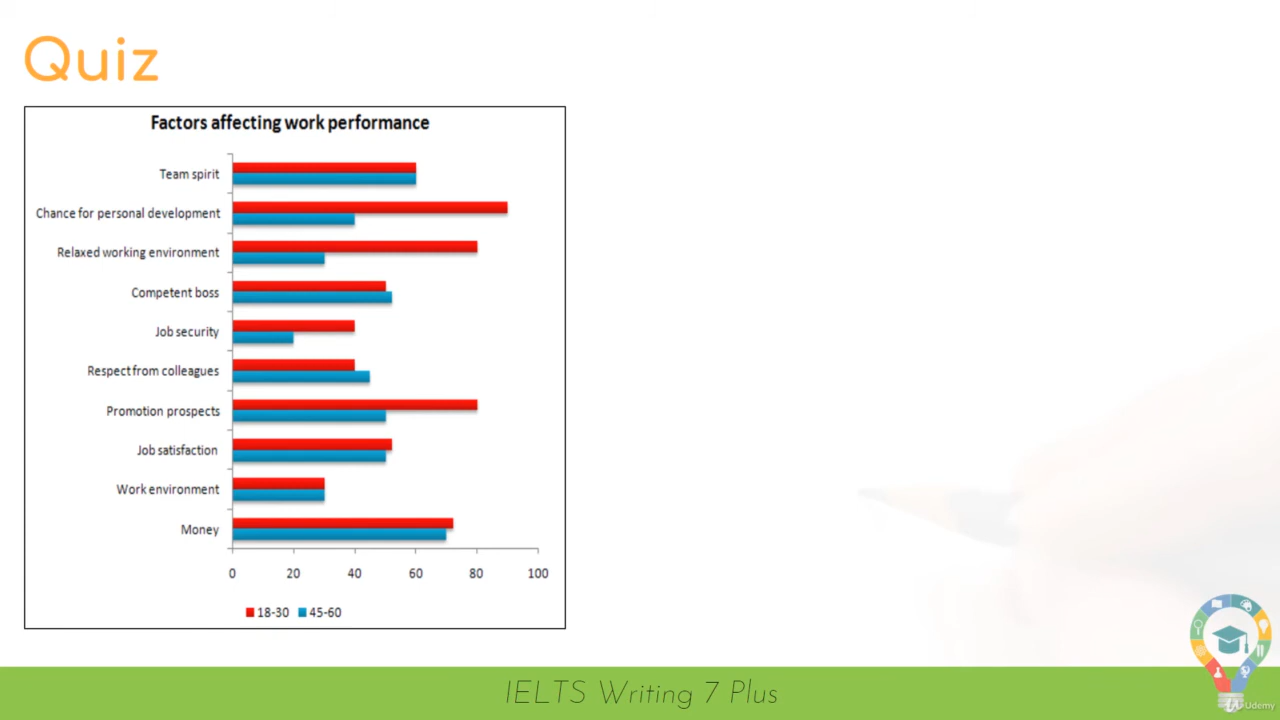 Quiz
Factors affecting work performance
Team spirit
Chance for personal development
Relaxed working environment
Competent boss
Job security
Respect from colleagues
Promotion prospects
Job satisfaction
Work environment
Money
0 20 40 60 80 100
18-30 45-60
IELTS Writing 7 Plus
Udemy